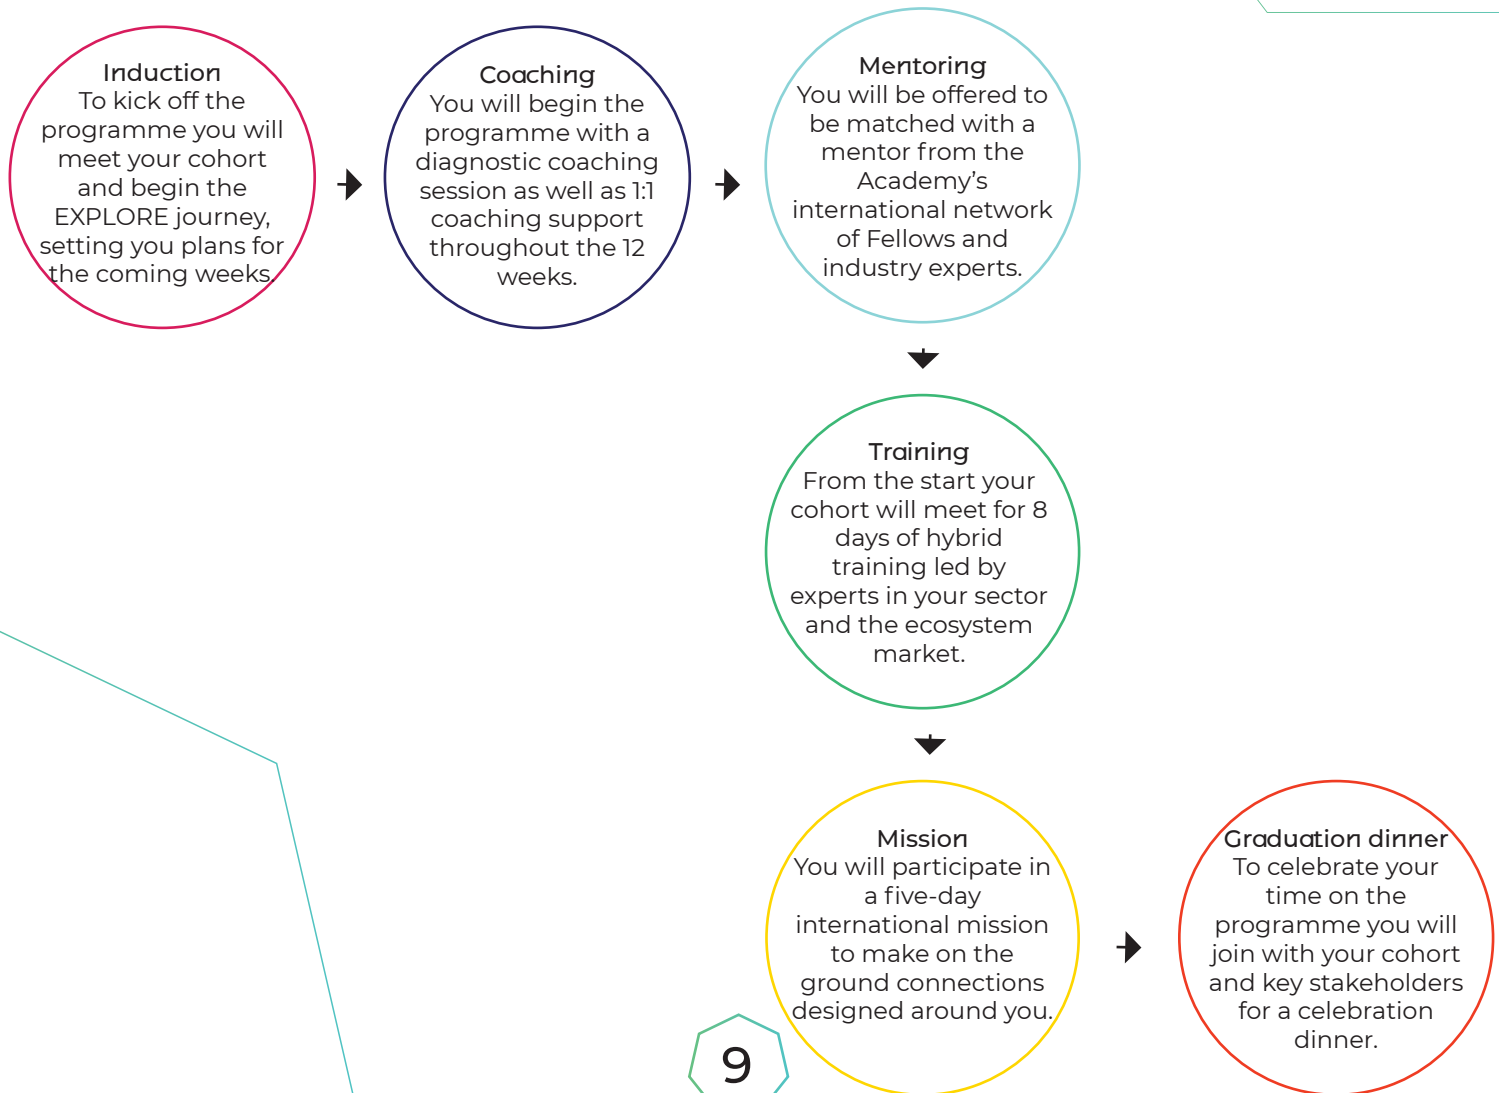 Induction
To kick off the
programme you will
meet your cohort
and begin the
EXPLORE journey,
setting you plans for
the coming weeks.
Coaching
You will begin the
programme with a
diagnostic coaching
session as well as 1:1
coaching support
throughout the 12
weeks.
Mentoring
You will be offered to
be matched with a
mentor from the
Academy’s
international network
of Fellows and
industry experts.
Training
From the start your
cohort will meet for 8
days of hybrid
training led by
experts in your sector
and the ecosystem
market.
Mission
You will participate in
a five-day
international mission
to make on the
ground connections
designed around you.
Graduation dinner
To celebrate your
time on the
programme you will
join with your cohort
and key stakeholders
for a celebration
dinner.
9